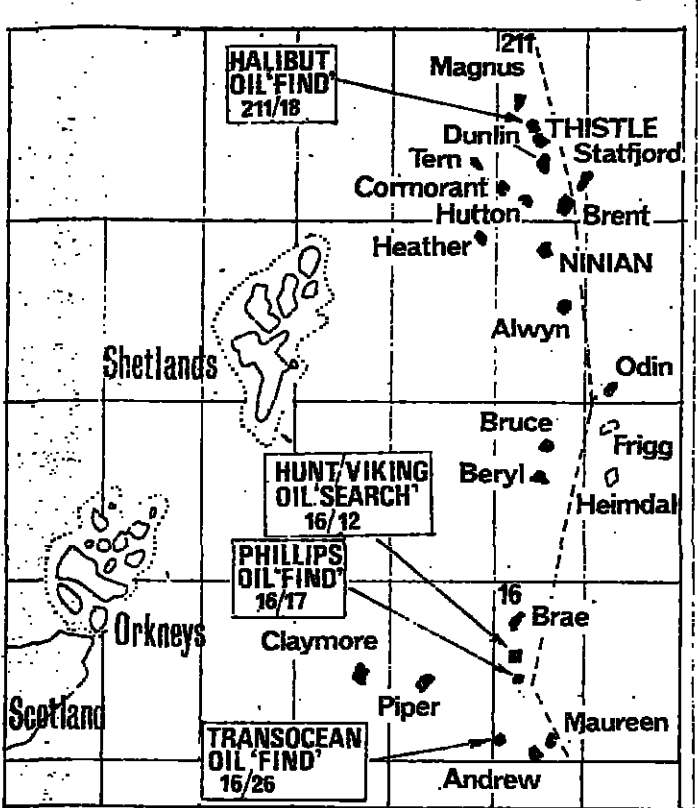 211
HALIBUT
OIL 'FIND'
211/18
Magnus
THISTLE
Dunlin
Statfjord
Tern
Cormorant
Hutton
Brent
Heather
NINIAN
Alwyn
Shetlands
Odin
Bruce
Frigg
Beryl
Heimdal
HUNT/VIKING
OIL 'SEARCH'
16/12
PHILLIPS
OIL 'FIND'
16/17
16
Brae
Orkneys
Claymore
Piper
Scotland
Maureen
TRANSOCEAN
OIL 'FIND'
16/26
Andrew